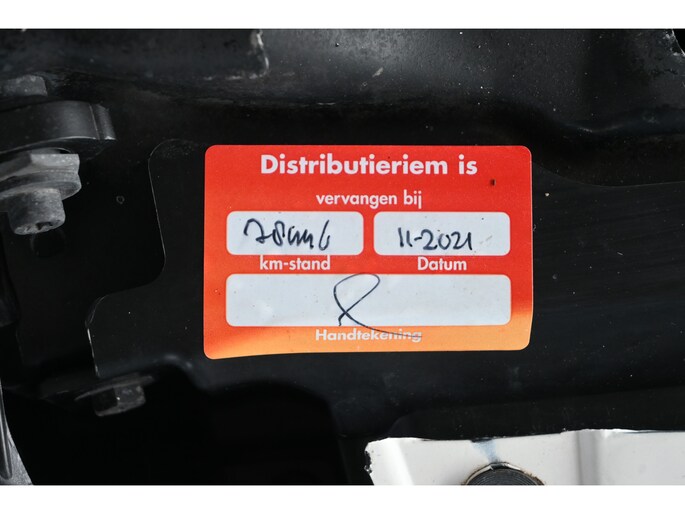 Distributieriem is
vervangen bij
11-2021
km-stand Datum
Handtekening